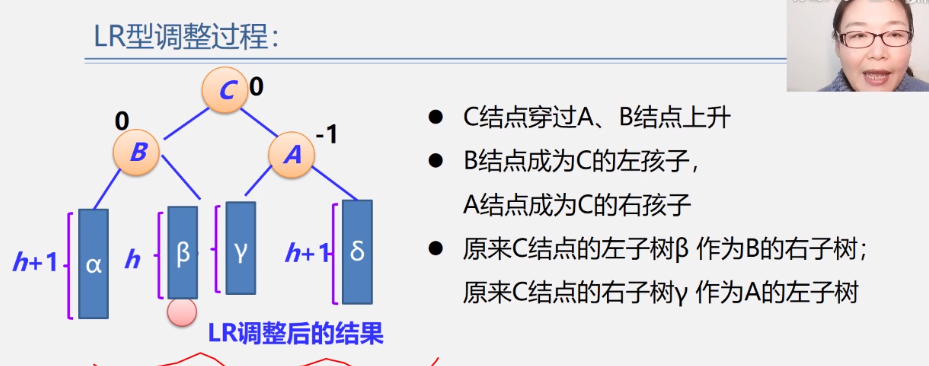 LR型调整过程：
C
0
0
B
-1
A
h+1
α
h
β
γ
h+1
δ
LR调整后的结果
● C结点穿过A、B结点上升
● B结点成为C的左孩子，
A结点成为C的右孩子
● 原来C结点的左子树β 作为B的右子树；
原来C结点的右子树γ 作为A的左子树